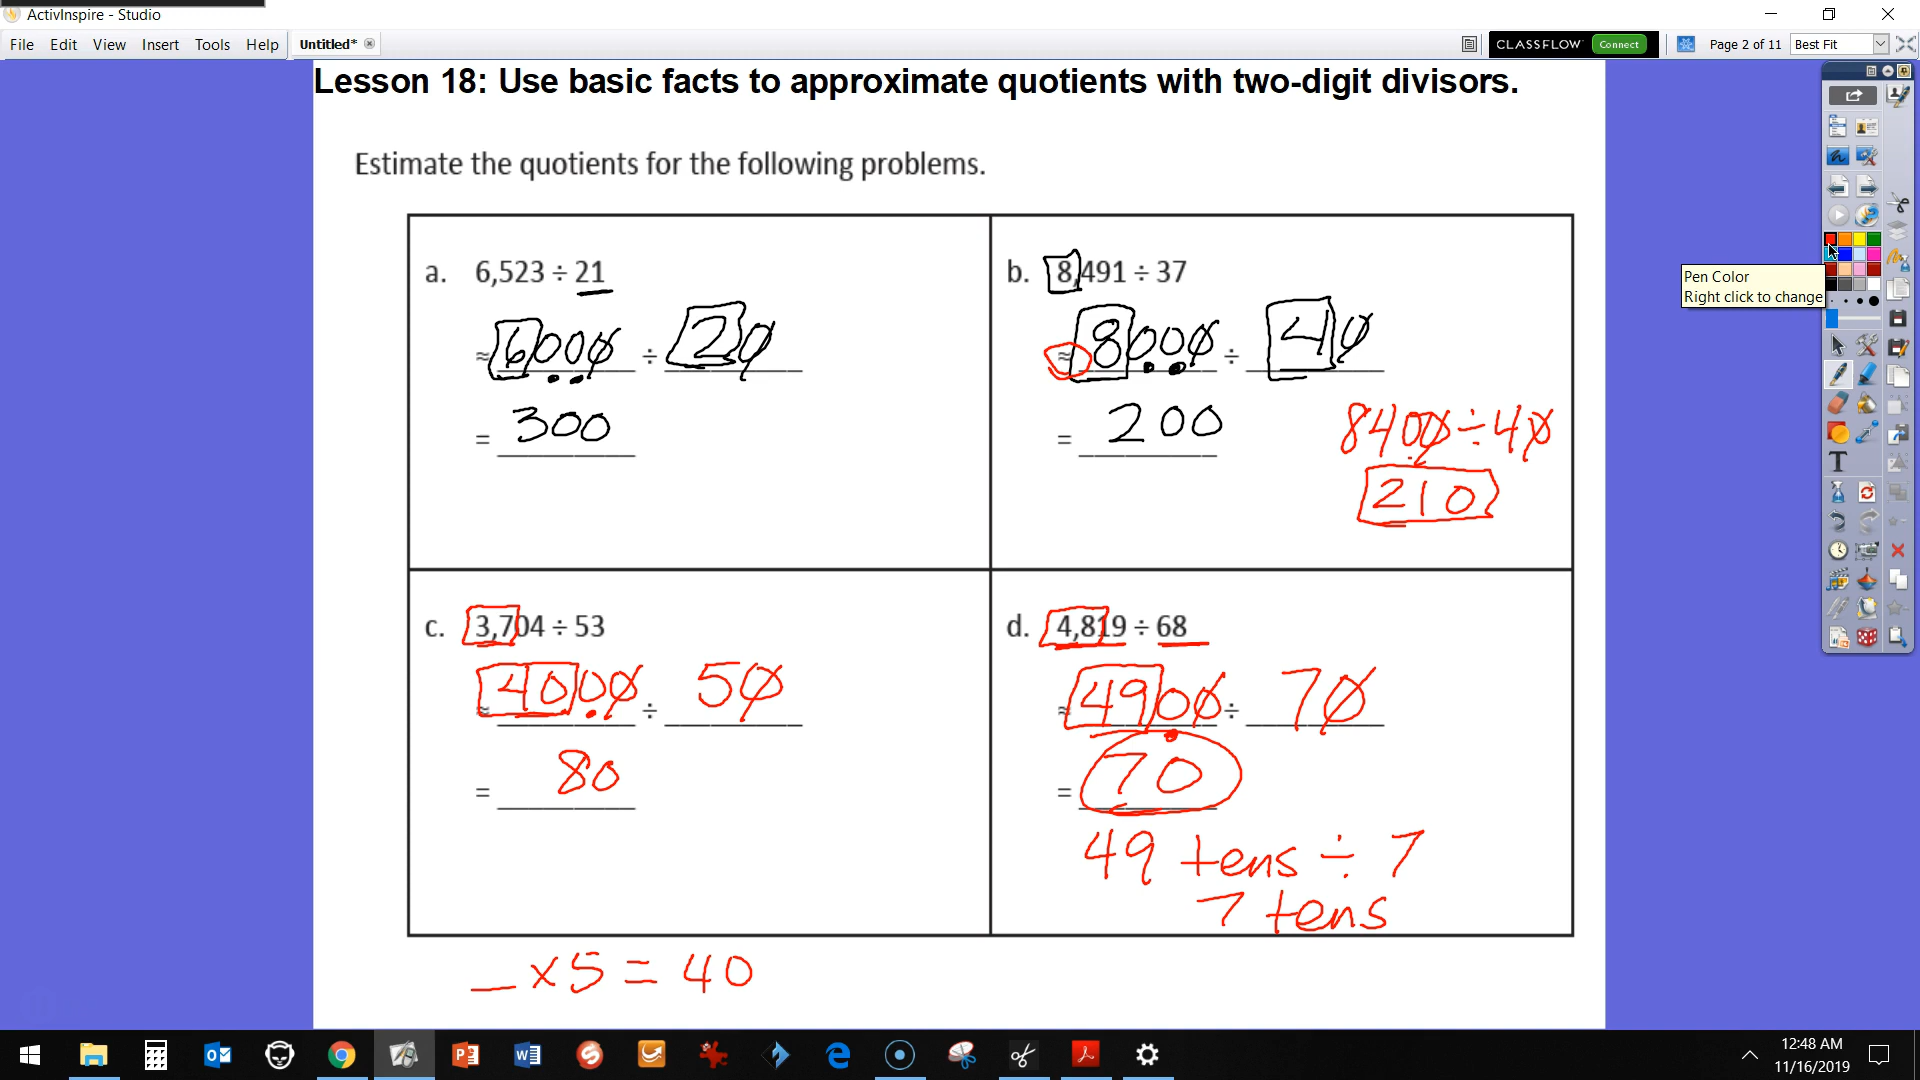 ActivInspire - Studio
File Edit View Insert Tools Help Untitled*
CLASSFLOW Connect Page 2 of 11 Best Fit
Lesson 18: Use basic facts to approximate quotients with two-digit divisors.
Estimate the quotients for the following problems.
a. 6,523 ÷ 21
≈ 6000 ÷ 20
= 300
b. 8,491 ÷ 37
≈ 8000 ÷ 40
= 200
8400 ÷ 40
210
c. 3,704 ÷ 53
≈ 4000 ÷ 50
= 80
d. 4,819 ÷ 68
≈ 4900 ÷ 70
= 70
49 tens ÷ 7
7 tens
_ x 5 = 40
Pen Color
Right click to change
T
12:48 AM
11/16/2019